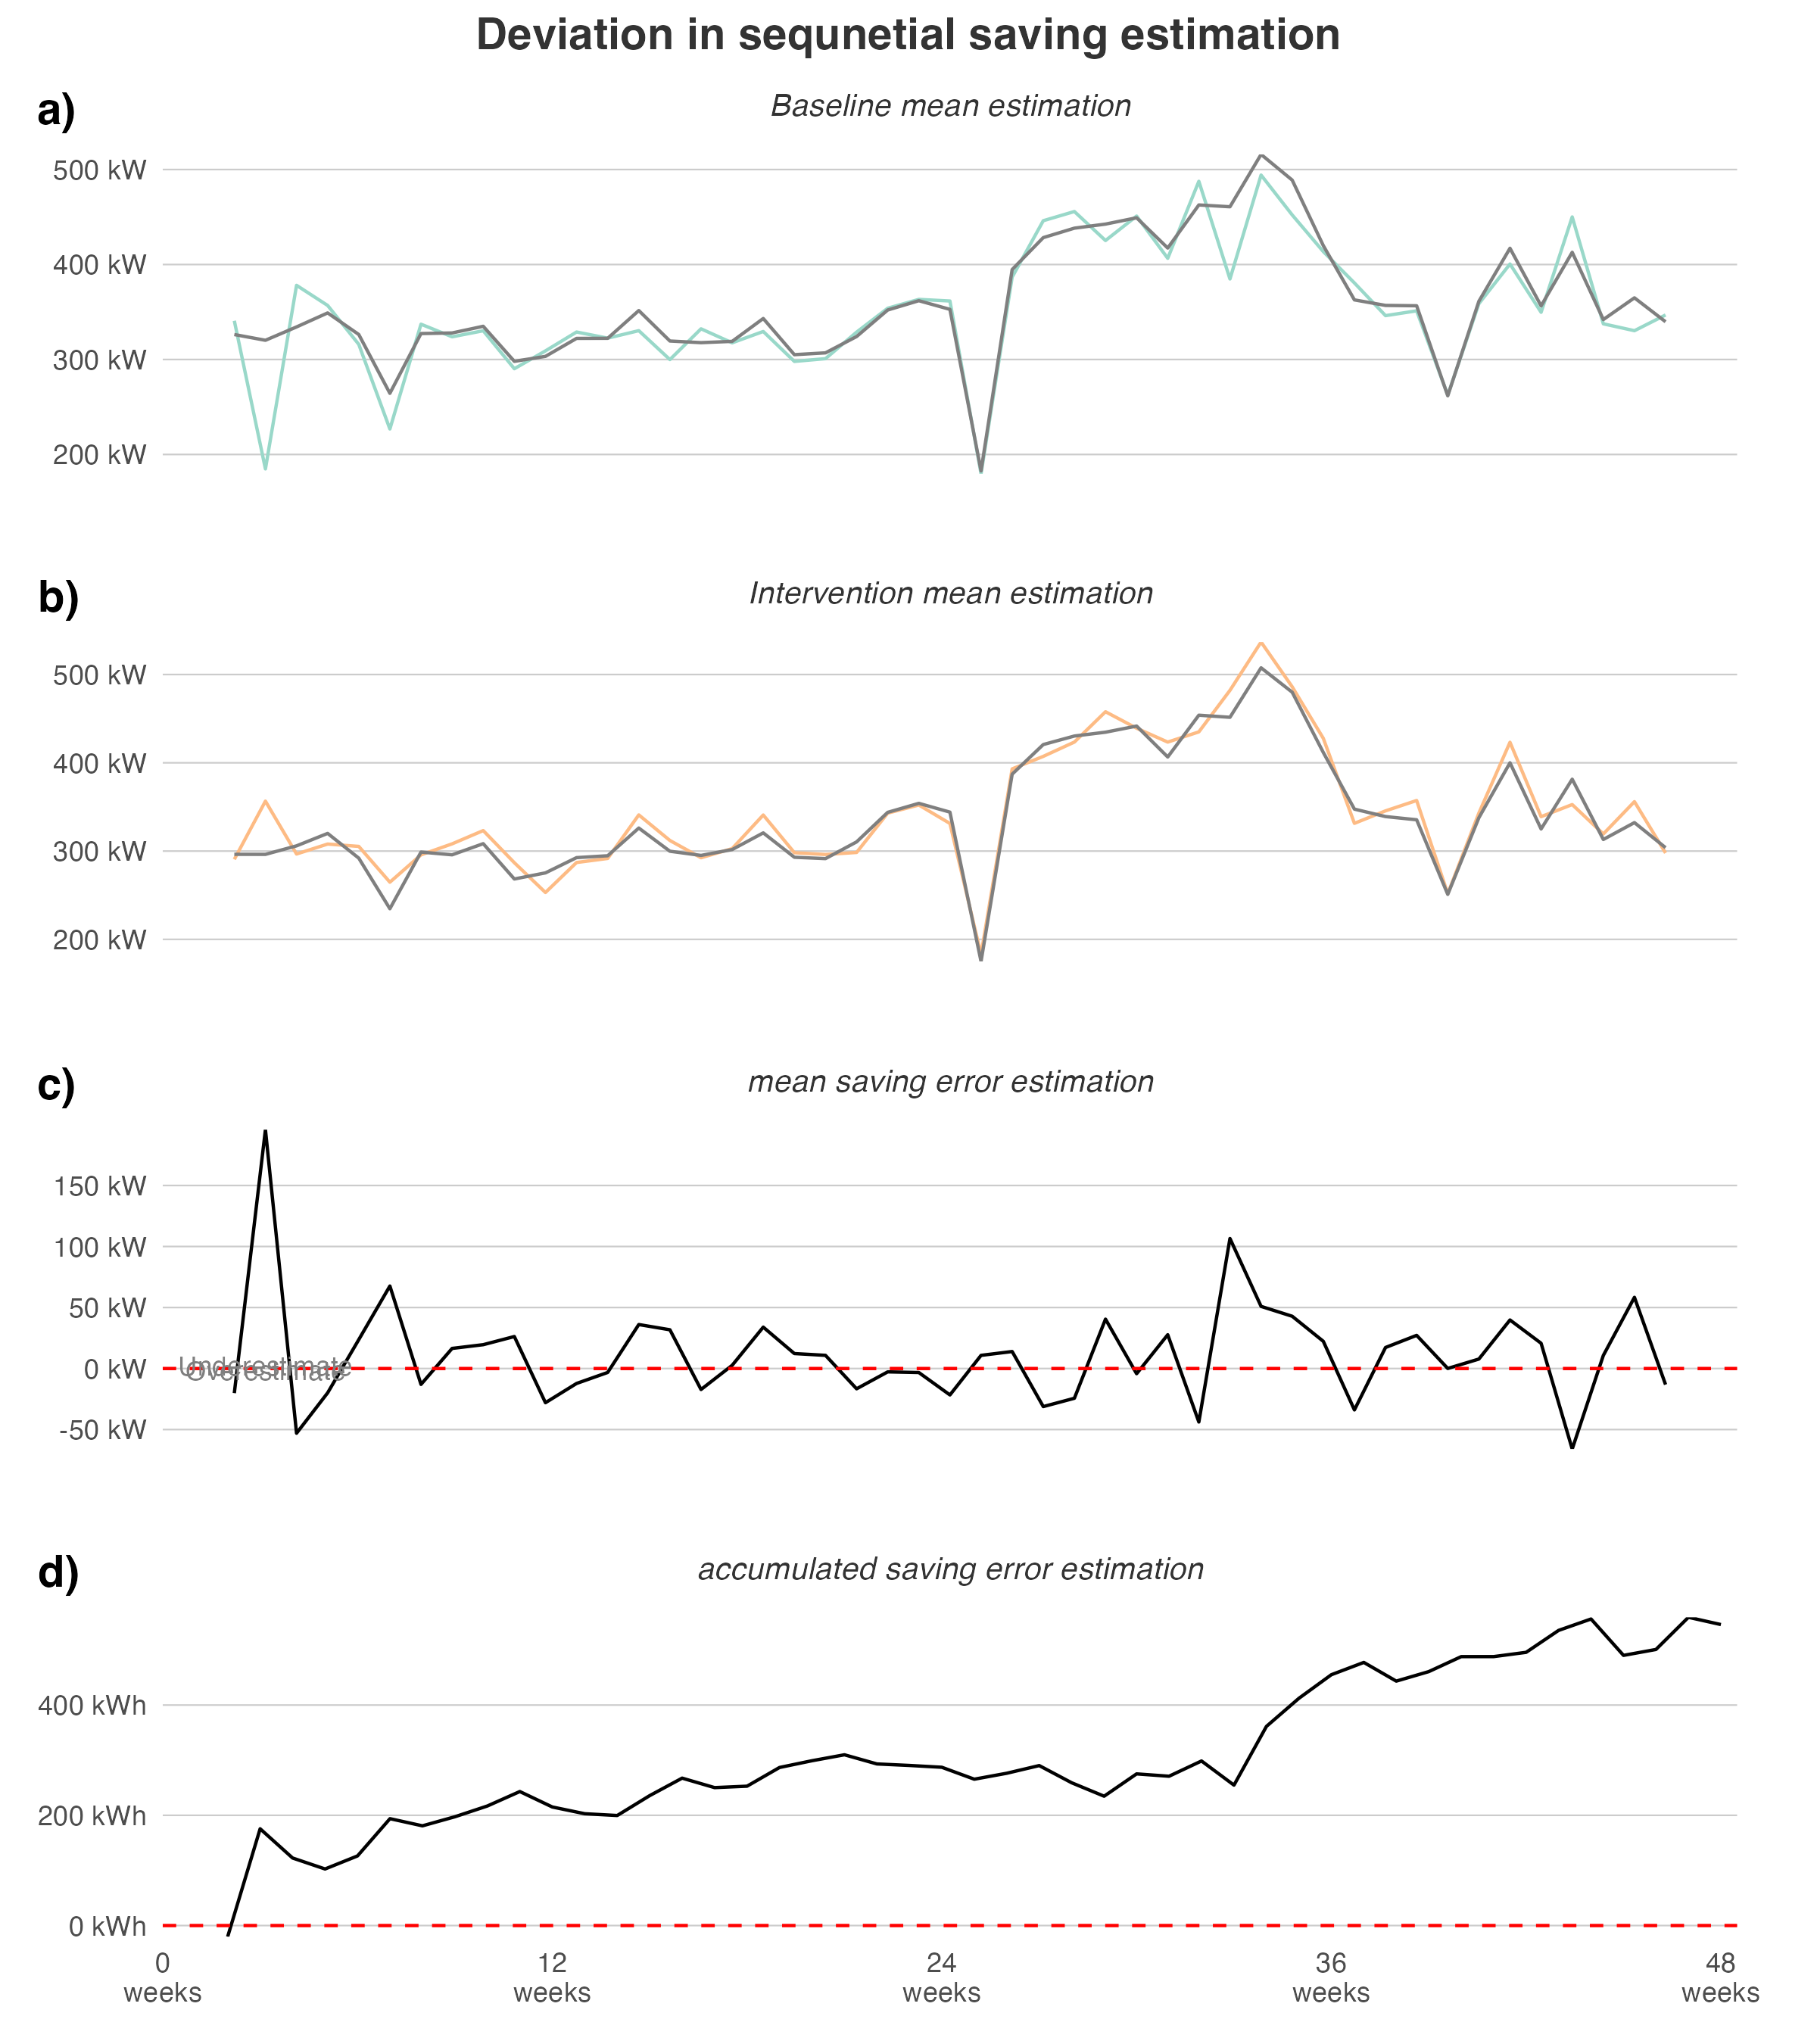 Deviation in sequnetial saving estimation
a)
Baseline mean estimation
500 kW
400 kW
300 kW
200 kW
b)
Intervention mean estimation
500 kW
400 kW
300 kW
200 kW
c)
mean saving error estimation
150 kW
100 kW
50 kW
Underestimate
0 kW
Overestimate
-50 kW
d)
accumulated saving error estimation
400 kWh
200 kWh
0 kWh
0 12 24 36 48
weeks weeks weeks weeks weeks